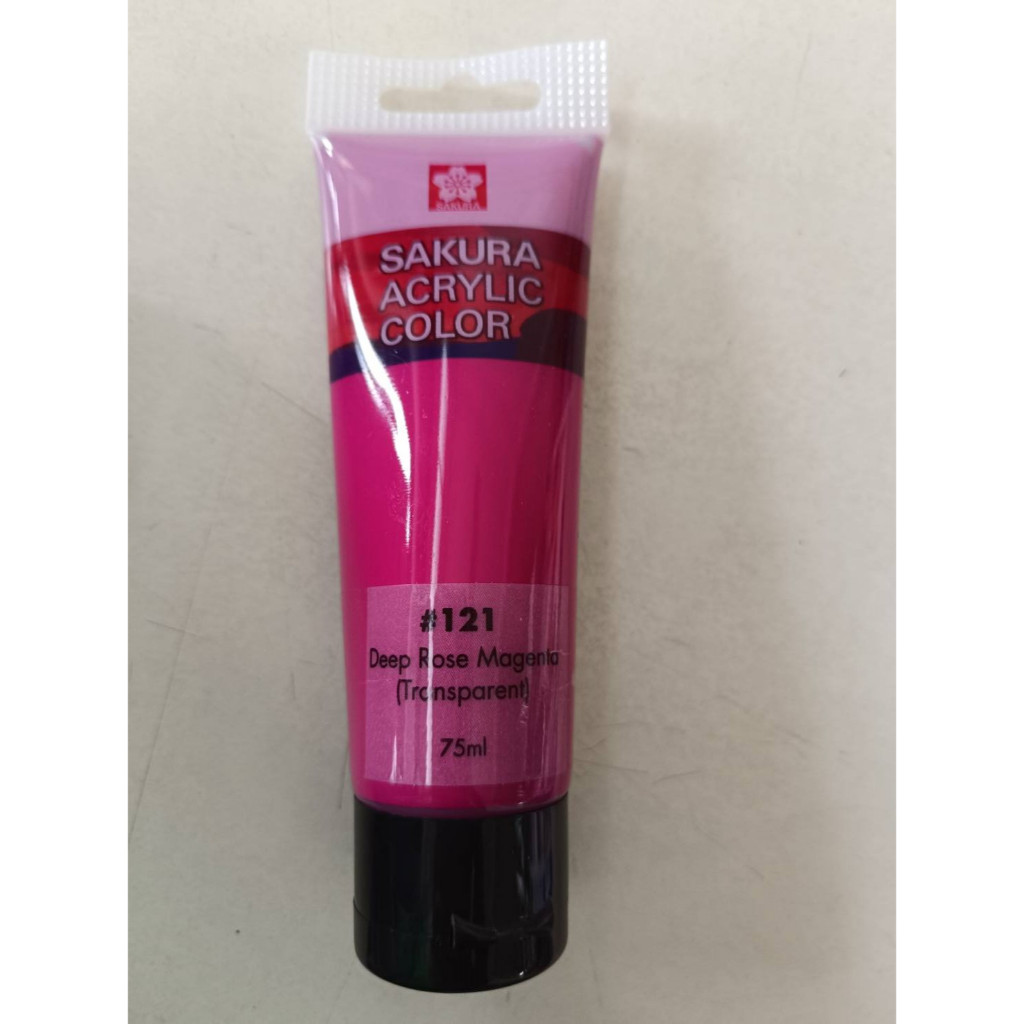 SAKURA
SAKURA
ACRYLIC
COLOR
#121
Deep Rose Magenta
(Transparent)
75ml